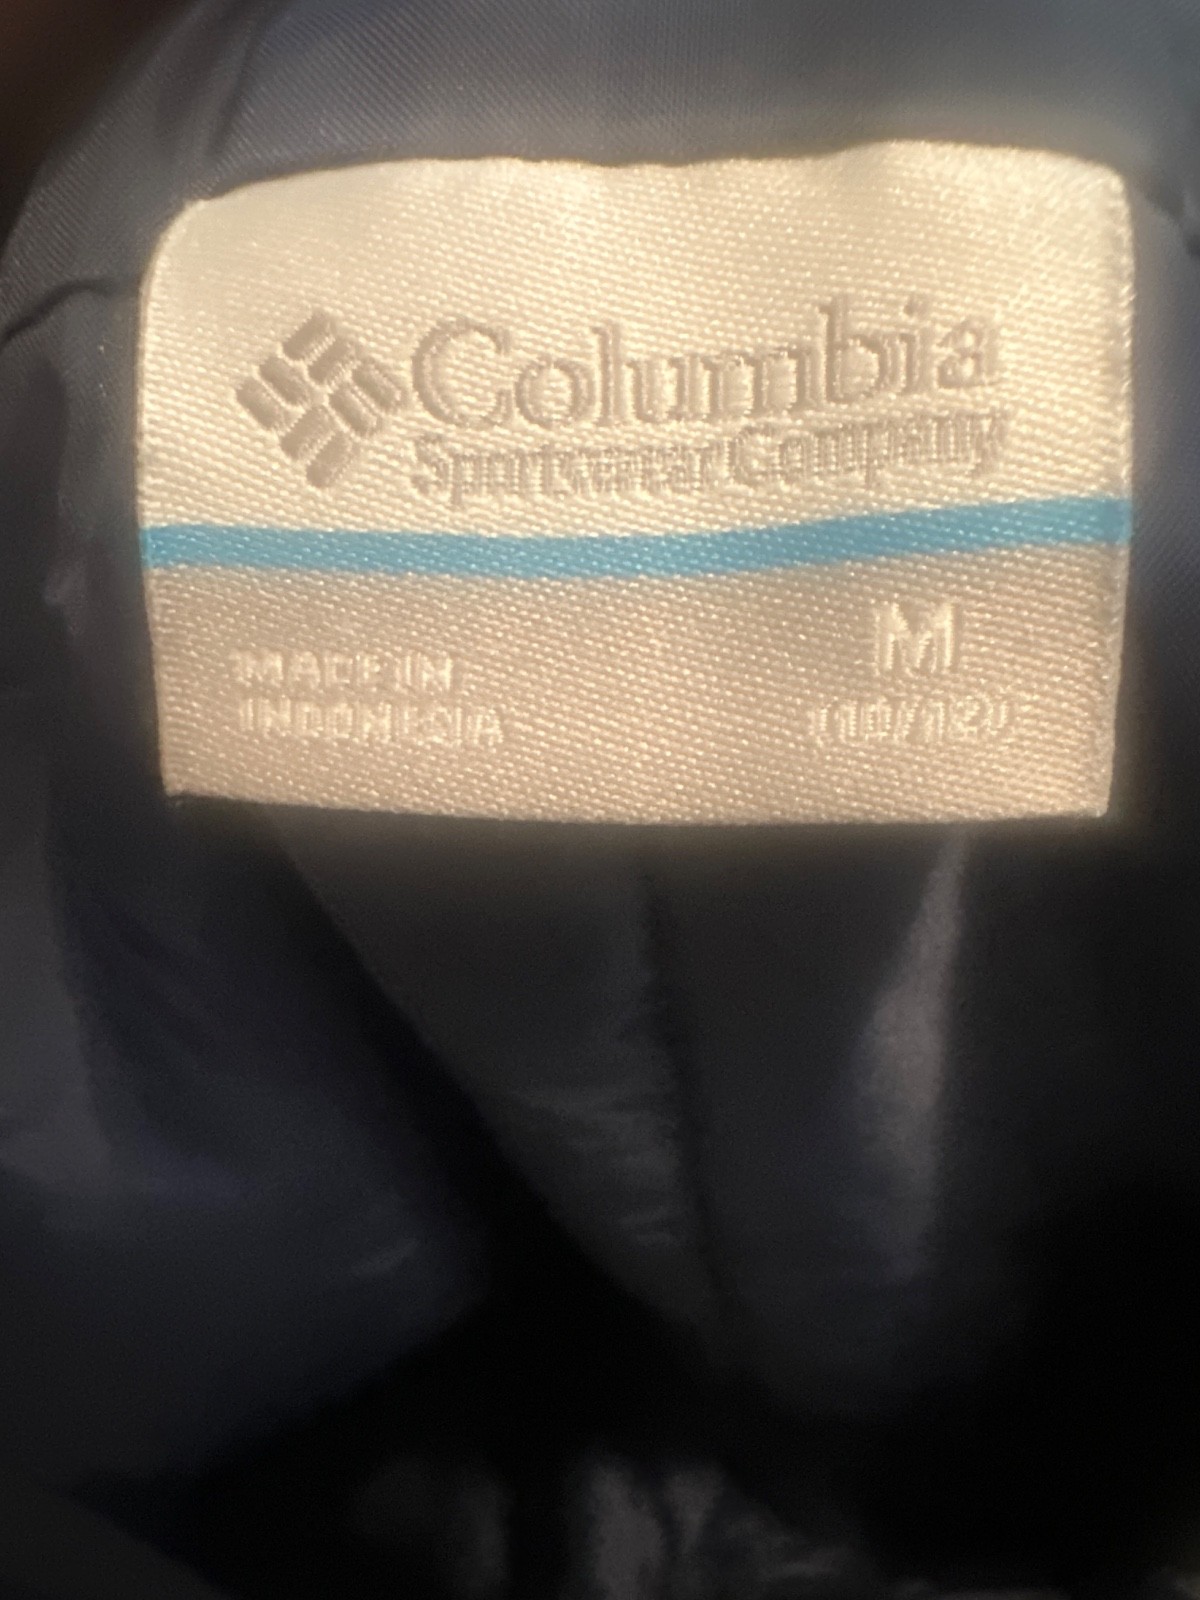 Columbia
Sportswear Company
M
MADE IN
INDONESIA
(10/12)